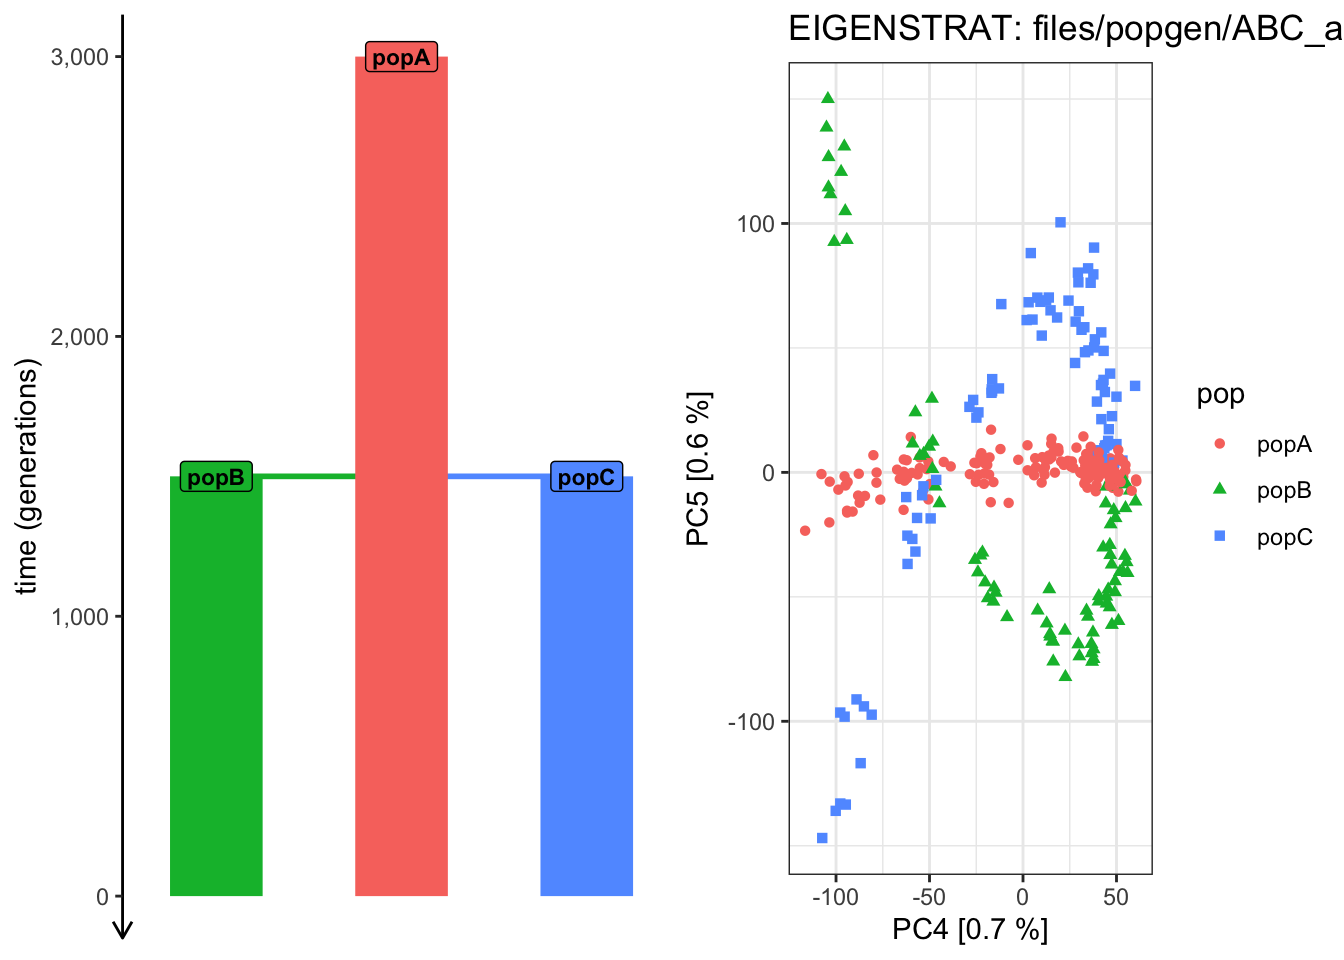 3,000
2,000
1,000
0
time (generations)
popA
popB
popC
EIGENSTRAT: files/popgen/ABC_a
100
0
-100
PC5 [0.6 %]
-100 -50 0 50
PC4 [0.7 %]
pop
popA
popB
popC